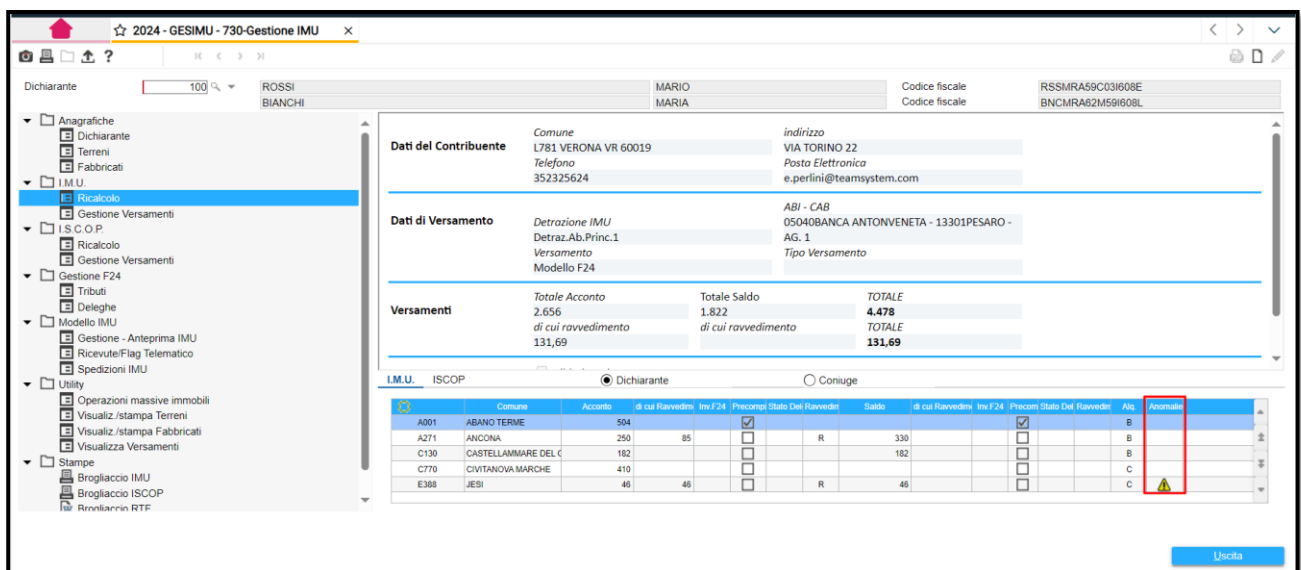 2024 - GESIMU - 730-Gestione IMU
Dichiarante 100 ROSSI MARIO Codice fiscale RSSMRA59C03I608E
BIANCHI MARIA Codice fiscale BNCMRA62M59I608L
Anagrafiche
Dichiarante
Terreni
Fabbricati
I.M.U.
Ricalcolo
Gestione Versamenti
I.S.C.O.P.
Ricalcolo
Gestione Versamenti
Gestione F24
Tributi
Deleghe
Modello IMU
Gestione - Anteprima IMU
Ricevute/Flag Telematico
Spedizioni IMU
Utility
Operazioni massive immobili
Visualiz./stampa Terreni
Visualiz./stampa Fabbricati
Visualizza Versamenti
Stampe
Brogliaccio IMU
Brogliaccio ISCOP
Brogliaccio RTF
Comune indirizzo
Dati del Contribuente L781 VERONA VR 60019 VIA TORINO 22
Telefono Posta Elettronica
352325624 e.perlini@teamsystem.com
ABI - CAB
Dati di Versamento Detrazione IMU 05040BANCA ANTONVENETA - 13301PESARO -
Detraz.Ab.Princ.1 AG. 1
Versamento Tipo Versamento
Modello F24
Totale Acconto Totale Saldo TOTALE
Versamenti 2.656 1.822 4.478
di cui ravvedimento di cui ravvedimento TOTALE
131,69 131,69
I.M.U. ISCOP Dichiarante Coniuge
Comune Acconto di cui Ravvedim Inv.F24 Precompi Stato Del Ravvedim Saldo di cui Ravvedim Inv.F24 Precom Stato Del Ravvedir Alq. Anomalie
A001 ABANO TERME 504 B
A271 ANCONA 250 85 R 330 B
C130 CASTELLAMMARE DEL G 182 182 B
C770 CIVITANOVA MARCHE 410 C
E388 JESI 46 46 R 46 C
Uscita